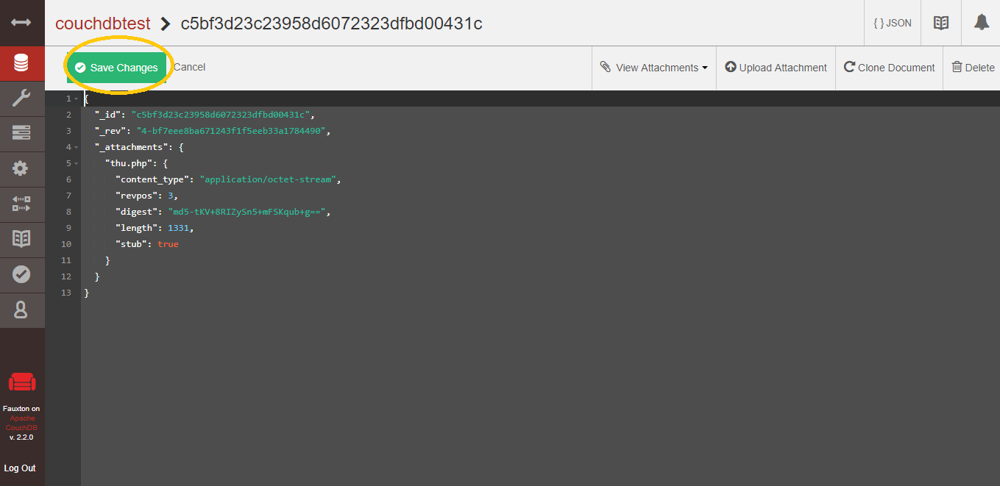 couchdbtest > c5bf3d23c23958d6072323dfbd00431c
{ } JSON
Save Changes
Cancel
View Attachments
Upload Attachment
Clone Document
Delete
1 {
2 "_id": "c5bf3d23c23958d6072323dfbd00431c",
3 "_rev": "4-bf7eee8ba671243f1f5eeb33a1784490",
4 "_attachments": {
5 "thu.php": {
6 "content_type": "application/octet-stream",
7 "revpos": 3,
8 "digest": "md5-tKV+8RIZySn5+mFSKqub+g==",
9 "length": 1331,
10 "stub": true
11 }
12 }
13 }
Fauxton on
Apache
CouchDB
v. 2.2.0
Log Out